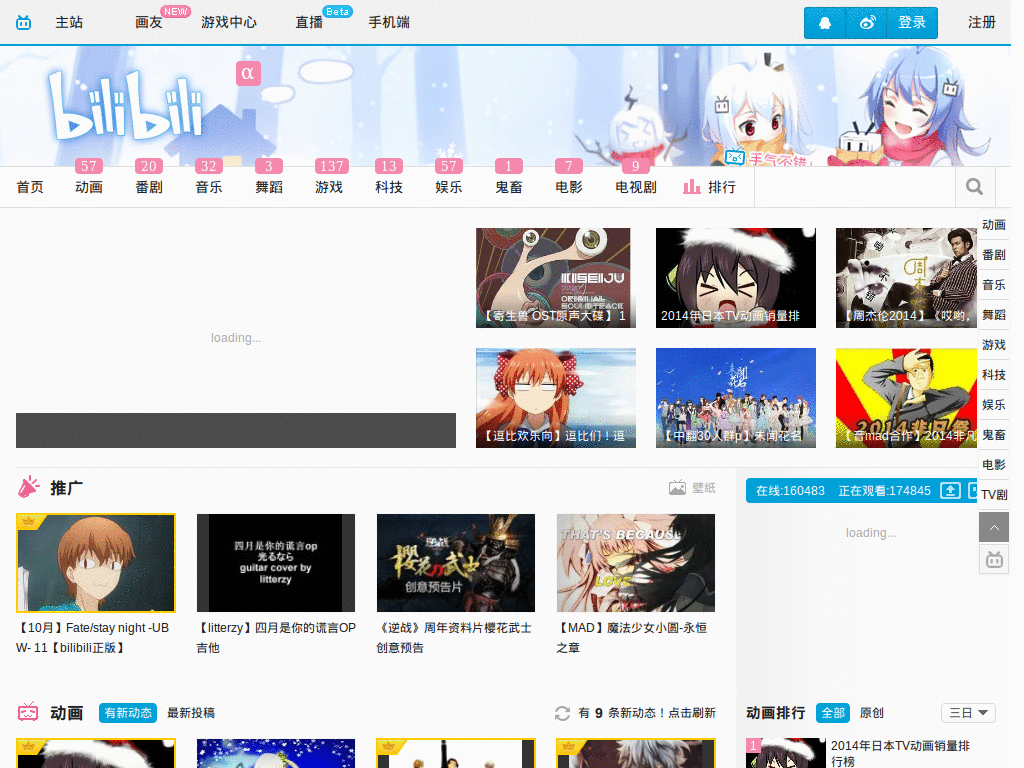 主站
画友
NEW
游戏中心
直播
Beta
手机端
登录
注册
bilibili
α
手气不错!
57
20
32
3
137
13
57
1
7
9
首页
动画
番剧
音乐
舞蹈
游戏
科技
娱乐
鬼畜
电影
电视剧
排行
loading...
KISEIJU
ORIGINAL
SOUNDTRACK
【寄生兽 OST原声大碟】1
2014年日本TV动画销量排
【周杰伦2014】《哎哟，
【逗比欢乐向】逗比们！逗
【中翻30人群p】未闻花名
【音mad合作】2014非凡
动画
番剧
音乐
舞蹈
游戏
科技
娱乐
鬼畜
电影
TV剧
推广
壁纸
在线:160483
正在观看:174845
loading...
四月是你的谎言op
光るなら
guitar cover by
litterzy
逆战
樱花武士
创意预告片
THAT'S BECAUSE
LOVE
【10月】Fate/stay night -UB
W- 11【bilibili正版】
【litterzy】四月是你的谎言OP
吉他
《逆战》周年资料片樱花武士
创意预告
【MAD】魔法少女小圆-永恒
之章
动画
有新动态
最新投稿
有 9 条新动态！点击刷新
动画排行
全部
原创
三日
1
2014年日本TV动画销量排
行榜